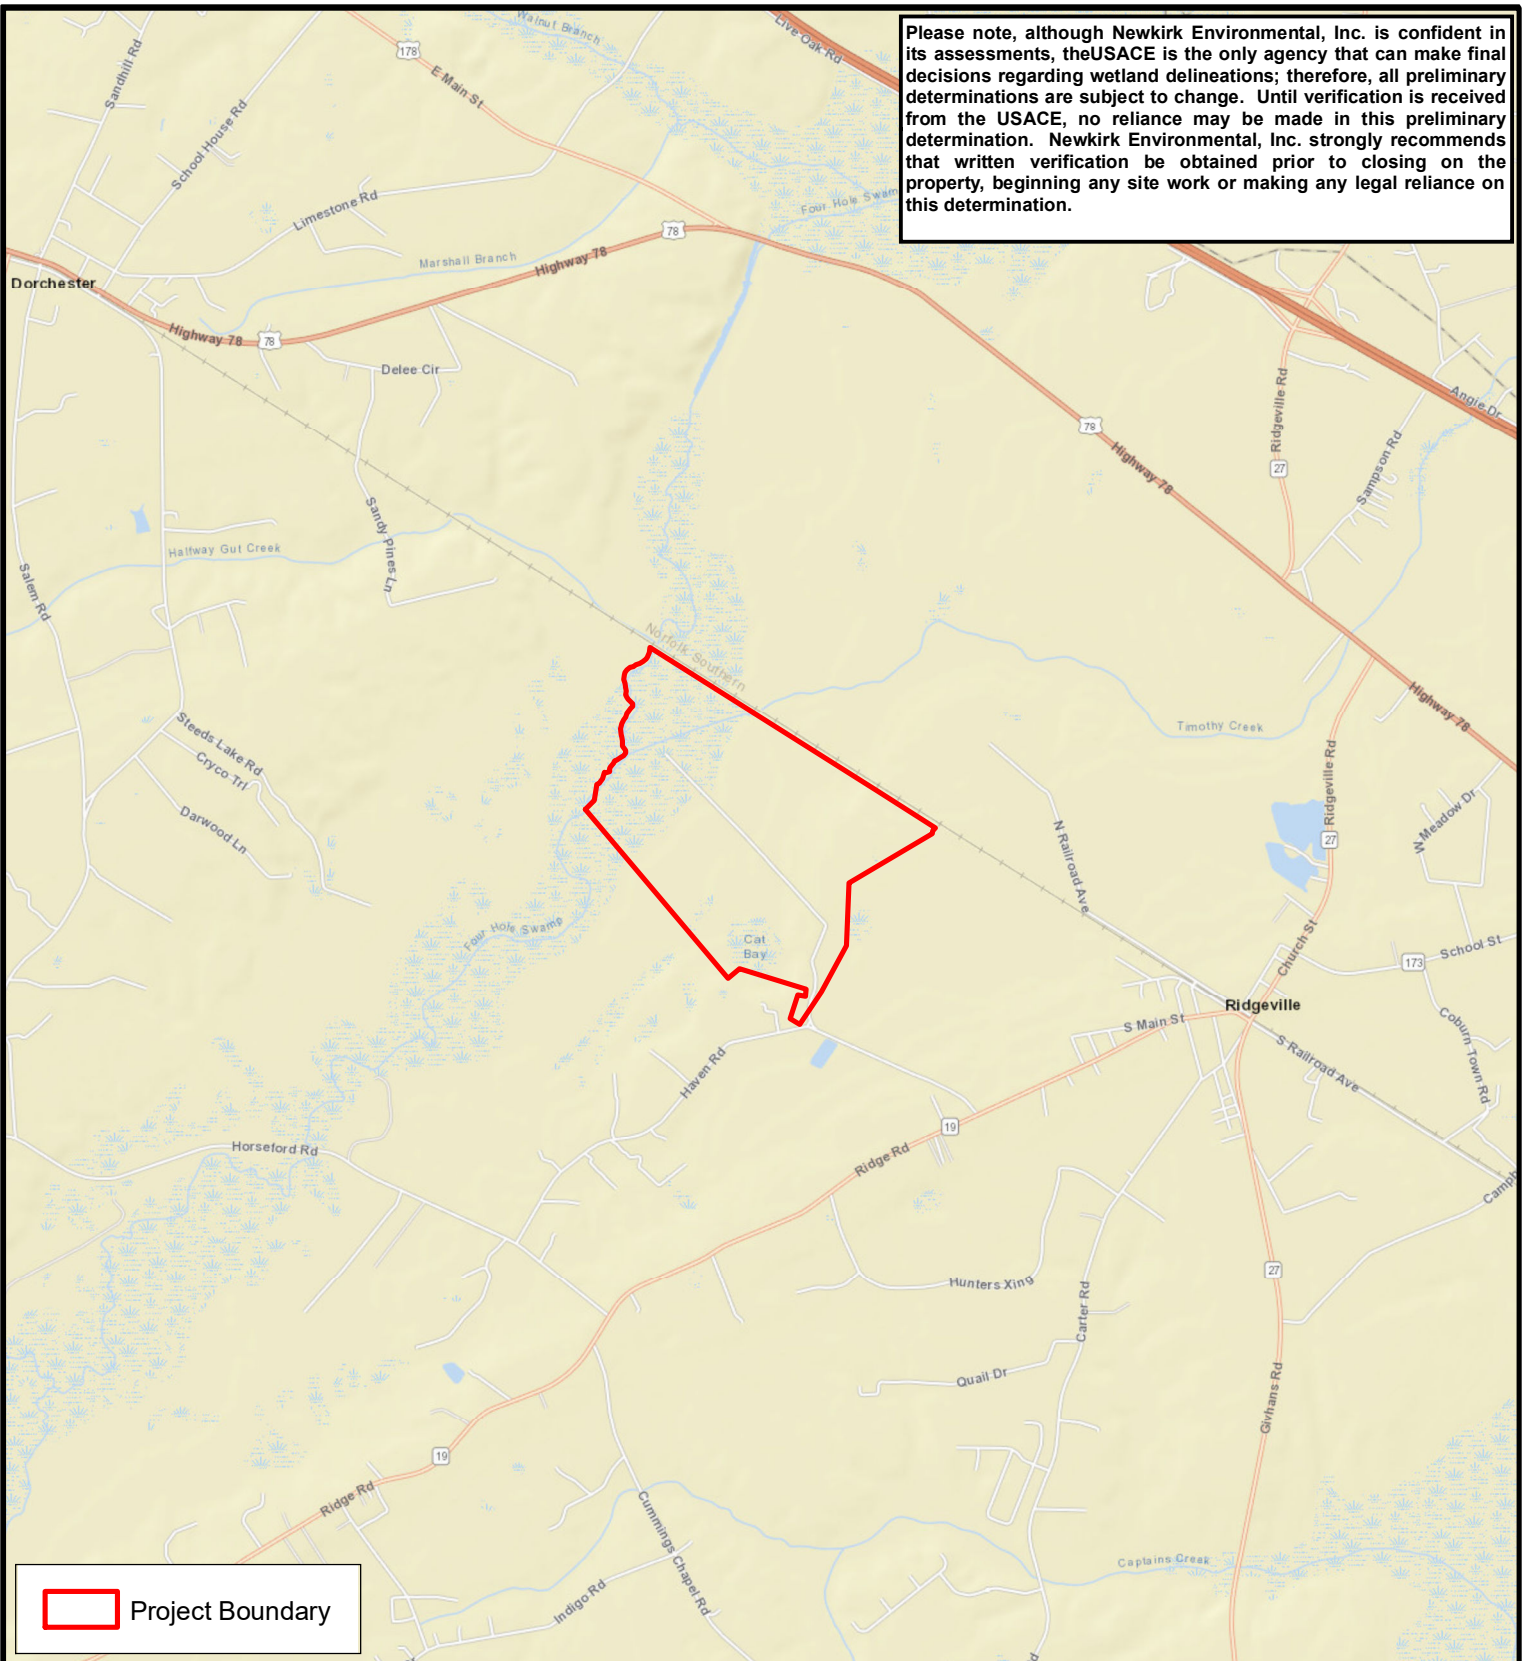 Please note, although Newkirk Environmental, Inc. is confident in
its assessments, theUSACE is the only agency that can make final
decisions regarding wetland delineations; therefore, all preliminary
determinations are subject to change. Until verification is received
from the USACE, no reliance may be made in this preliminary
determination. Newkirk Environmental, Inc. strongly recommends
that written verification be obtained prior to closing on the
property, beginning any site work or making any legal reliance on
this determination.
Walnut Branch
Live Oak Rd
Sandhill Rd
178
E Main St
School House Rd
Limestone Rd
Four Hole Swam
78
Marshall Branch
Highway 78
Dorchester
Highway 78
78
Delee Cir
Angie Dr
Ridgeville Rd
78
Highway 78
27
Sampson Rd
Sandy Pines Ln
Halfway Gut Creek
Salem Rd
Norfolk Southern
Highway 78
Timothy Creek
Steeds Lake Rd
Cryco Trl
Darwood Ln
Ridgeville Rd
27
W Meadow Dr
N Railroad Ave
Four Hole Swamp
Cat
Bay
Church St
School St
173
Ridgeville
S Main St
Coburn Town Rd
S Railroad Ave
Haven Rd
19
Horseford Rd
Ridge Rd
Camp
27
Hunters Xing
Carter Rd
Quail Dr
Givhans Rd
19
Ridge Rd
Cummings Chapel Rd
Captains Creek
Indigo Rd
Project Boundary